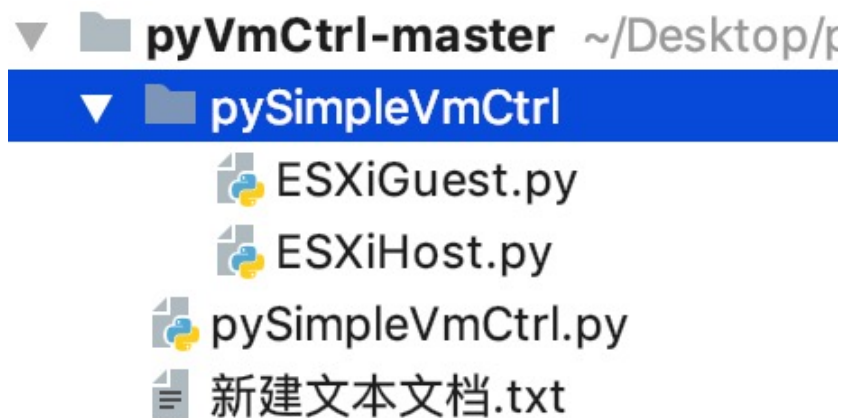 pyVmCtrl-master ~/Desktop/p
pySimpleVmCtrl
ESXiGuest.py
ESXiHost.py
pySimpleVmCtrl.py
新建文本文档.txt